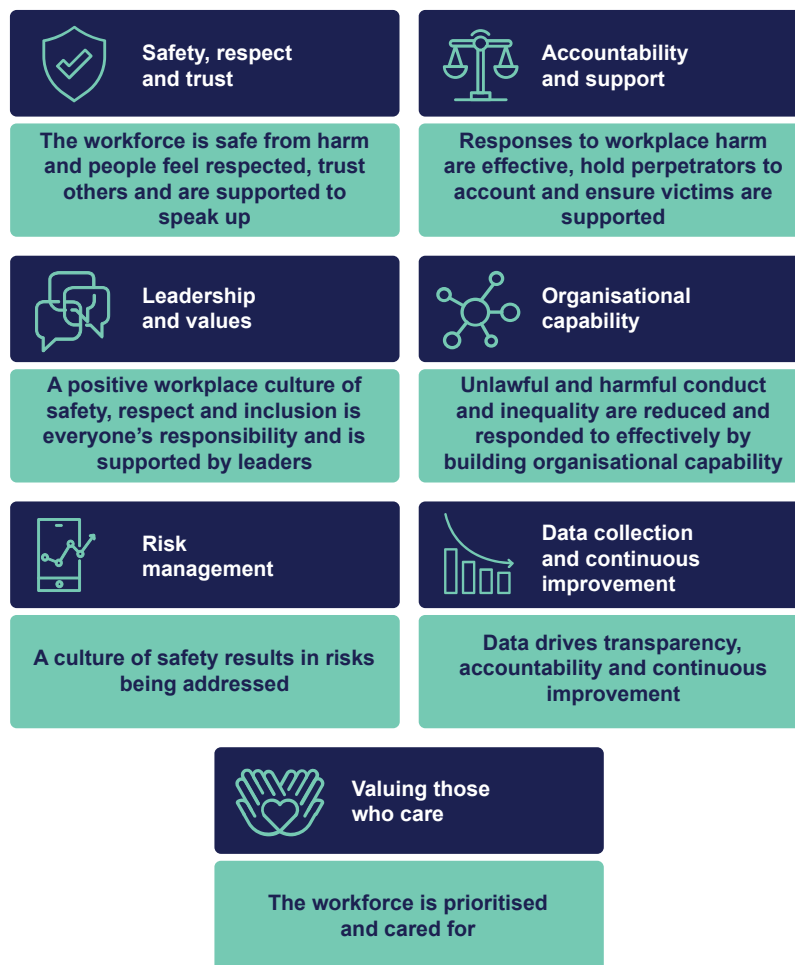 Safety, respect
and trust
The workforce is safe from harm
and people feel respected, trust
others and are supported to
speak up
Accountability
and support
Responses to workplace harm
are effective, hold perpetrators to
account and ensure victims are
supported
Leadership
and values
A positive workplace culture of
safety, respect and inclusion is
everyone’s responsibility and is
supported by leaders
Organisational
capability
Unlawful and harmful conduct
and inequality are reduced and
responded to effectively by
building organisational capability
Risk
management
A culture of safety results in risks
being addressed
Data collection
and continuous
improvement
Data drives transparency,
accountability and continuous
improvement
Valuing those
who care
The workforce is prioritised
and cared for